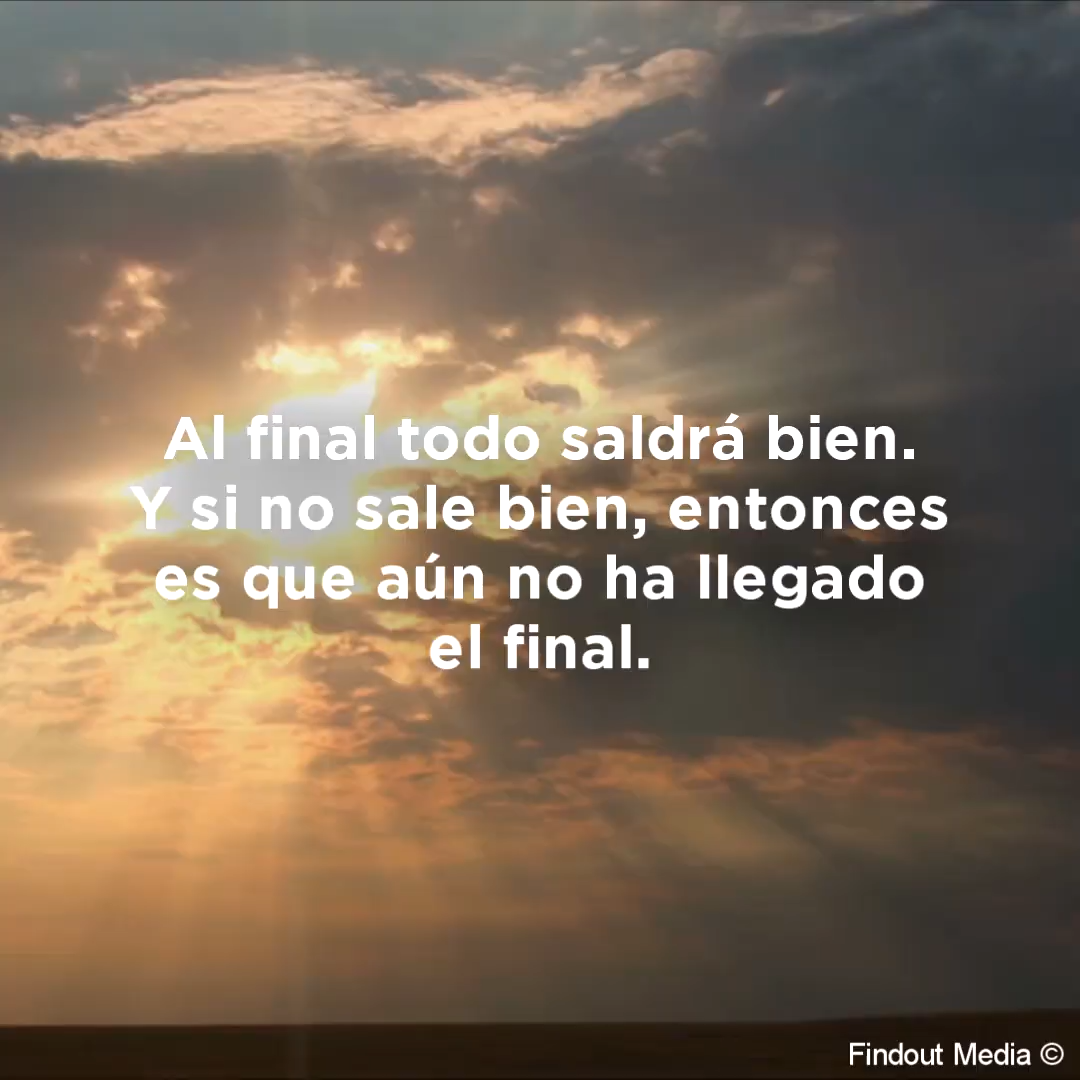 Al final todo saldrá bien.
Y si no sale bien, entonces
es que aún no ha llegado
el final.
Findout Media ©